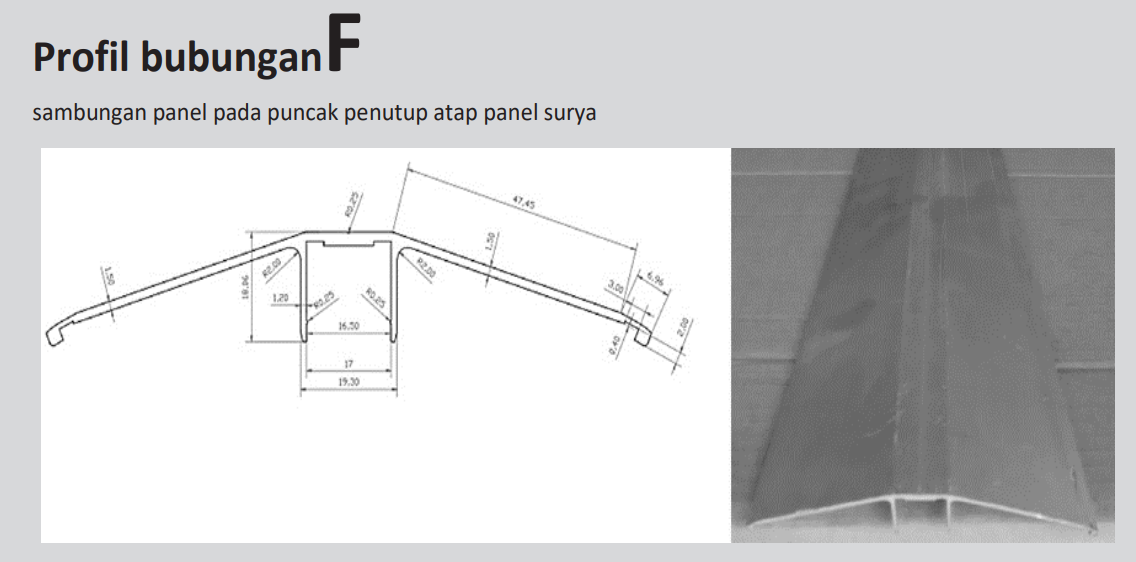 Profil bubungan F
sambungan panel pada puncak penutup atap panel surya
R0,25
47,45
1,50
1,50
R2,00
R2,00
18,06
6,96
3,00
1,20
R0,25
R0,25
16,50
2,00
0,40
17
19,30